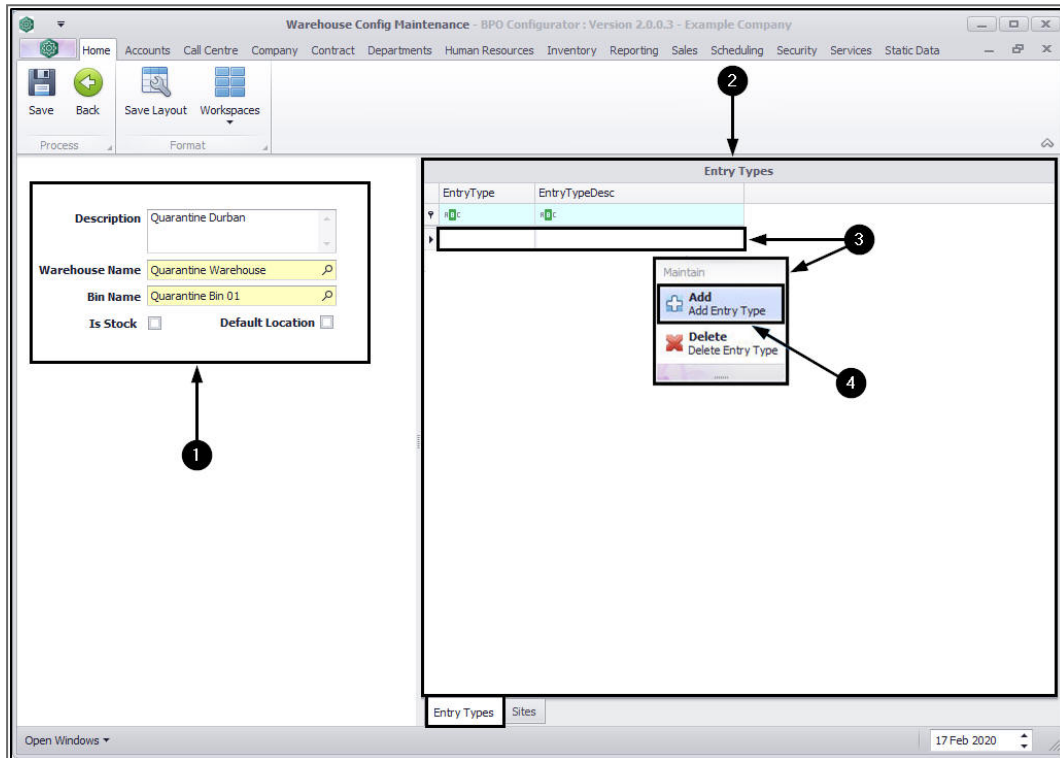 Warehouse Config Maintenance - BPO Configurator : Version 2.0.0.3 - Example Company
Home Accounts Call Centre Company Contract Departments Human Resources Inventory Reporting Sales Scheduling Security Services Static Data
Save Back Save Layout Workspaces
Process Format
2
Entry Types
EntryType EntryTypeDesc
Description Quarantine Durban
3
Maintain
Warehouse Name Quarantine Warehouse
Add
Add Entry Type
Bin Name Quarantine Bin 01
Is Stock Default Location
Delete
Delete Entry Type
4
1
Entry Types Sites
Open Windows 17 Feb 2020